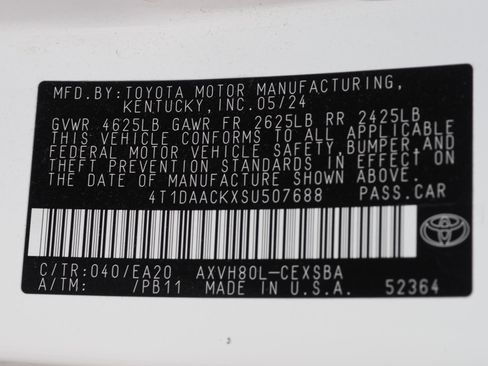 MFD.BY:TOYOTA MOTOR MANUFACTURING,
KENTUCKY,INC.05/24
GVWR 4625LB GAWR FR 2625LB RR 2425LB
THIS VEHICLE CONFORMS TO ALL APPLICABLE
FEDERAL MOTOR VEHICLE SAFETY,BUMPER,AND
THEFT PREVENTION STANDARDS IN EFFECT ON
THE DATE OF MANUFACTURE SHOWN ABOVE.
4T1DAACKXSU507688 PASS.CAR
C/TR:040/EA20 AXVH80L-CEXSBA
A/TM: /PB11 MADE IN U.S.A. 52364